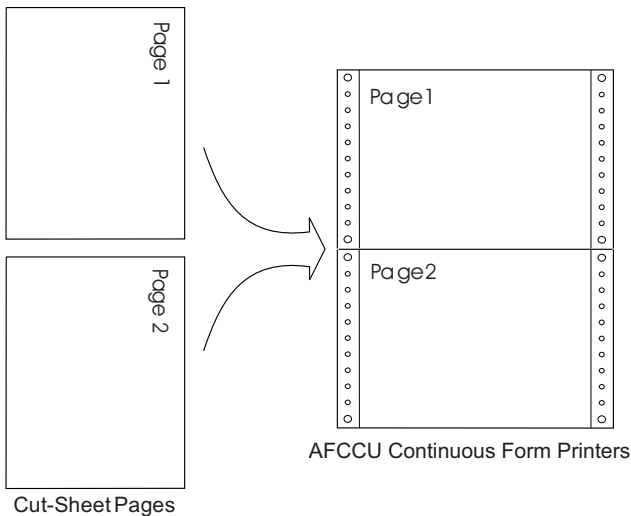 Page 1
Page 2
Cut-Sheet Pages
Page1
Page2
AFCCU Continuous Form Printers